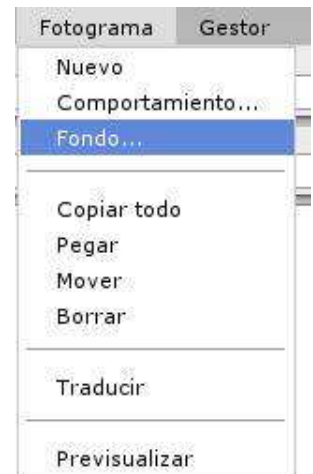 Fotograma Gestor
Nuevo
Comportamiento...
Fondo...
Copiar todo
Pegar
Mover
Borrar
Traducir
Previsualizar